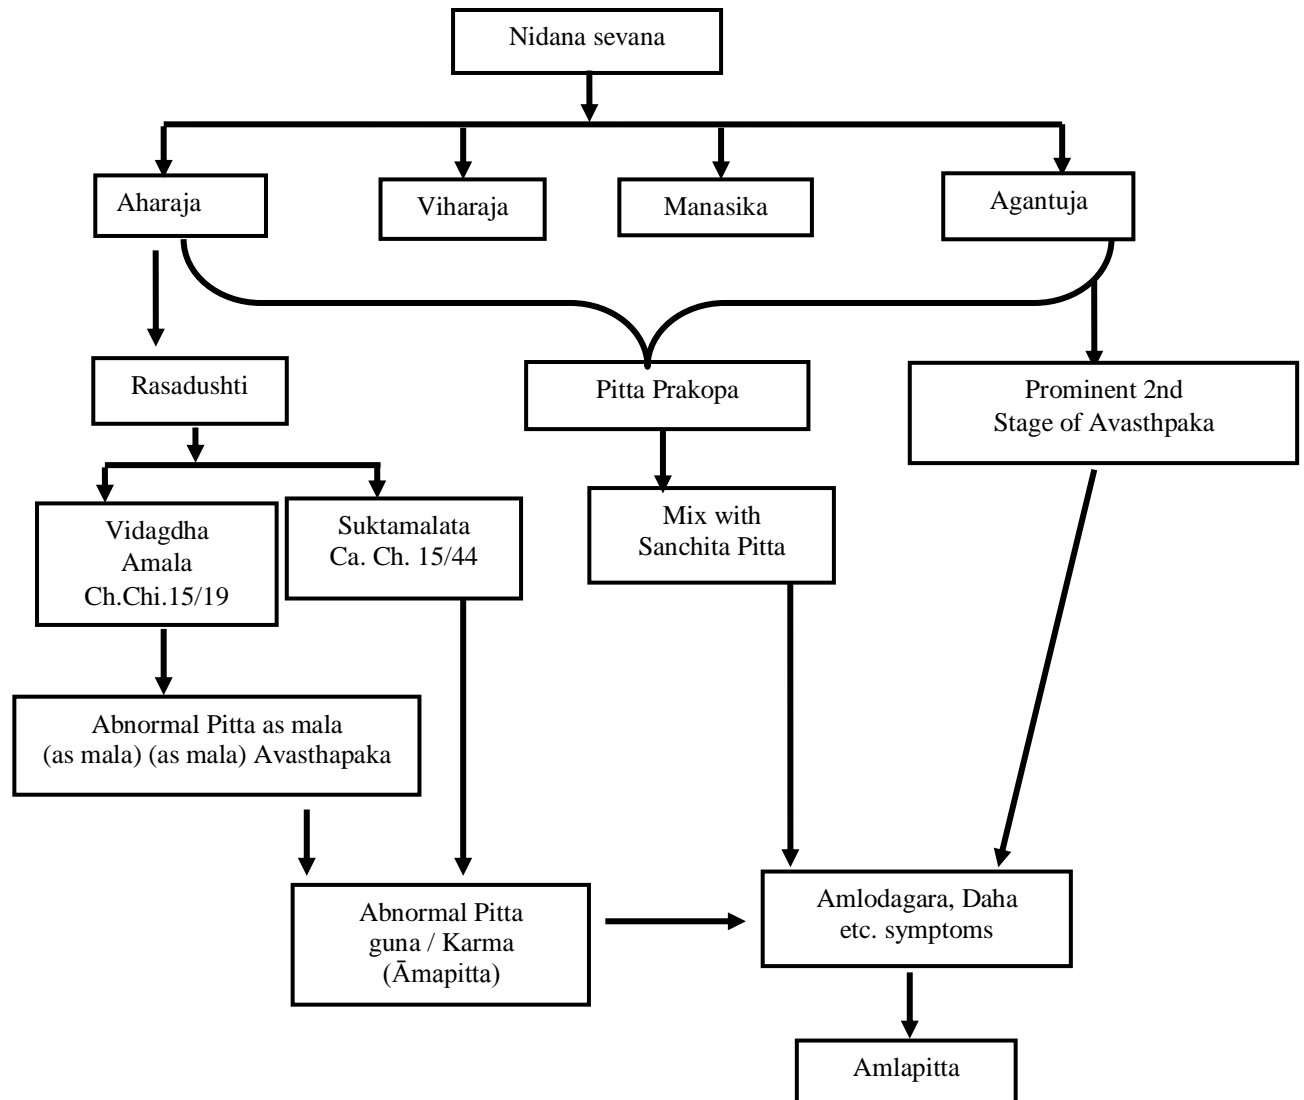 Nidana sevana
Aharaja
Viharaja
Manasika
Agantuja
Rasadushti
Pitta Prakopa
Prominent 2nd
Stage of Avasthpaka
Vidagdha
Amala
Ch.Chi.15/19
Suktamalata
Ca. Ch. 15/44
Mix with
Sanchita Pitta
Abnormal Pitta as mala
(as mala) (as mala) Avasthapaka
Abnormal Pitta
guna / Karma
(Āmapitta)
Amlodagara, Daha
etc. symptoms
Amlapitta